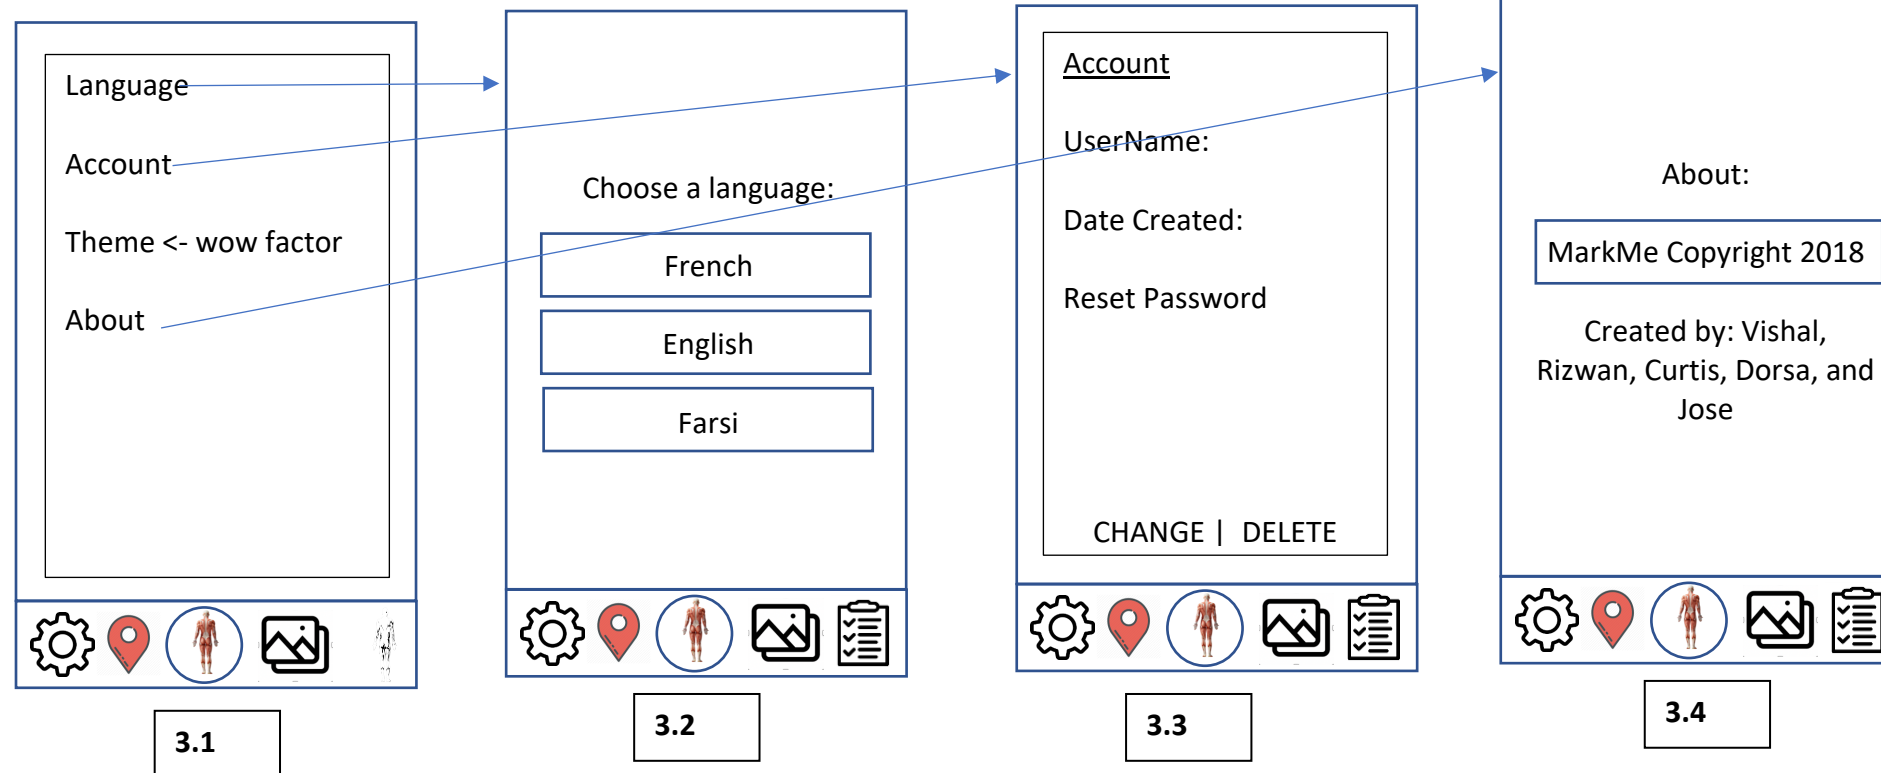 Language
Account
Theme <- wow factor
About
3.1
Choose a language:
French
English
Farsi
3.2
Account
UserName:
Date Created:
Reset Password
CHANGE | DELETE
3.3
About:
MarkMe Copyright 2018
Created by: Vishal,
Rizwan, Curtis, Dorsa, and
Jose
3.4